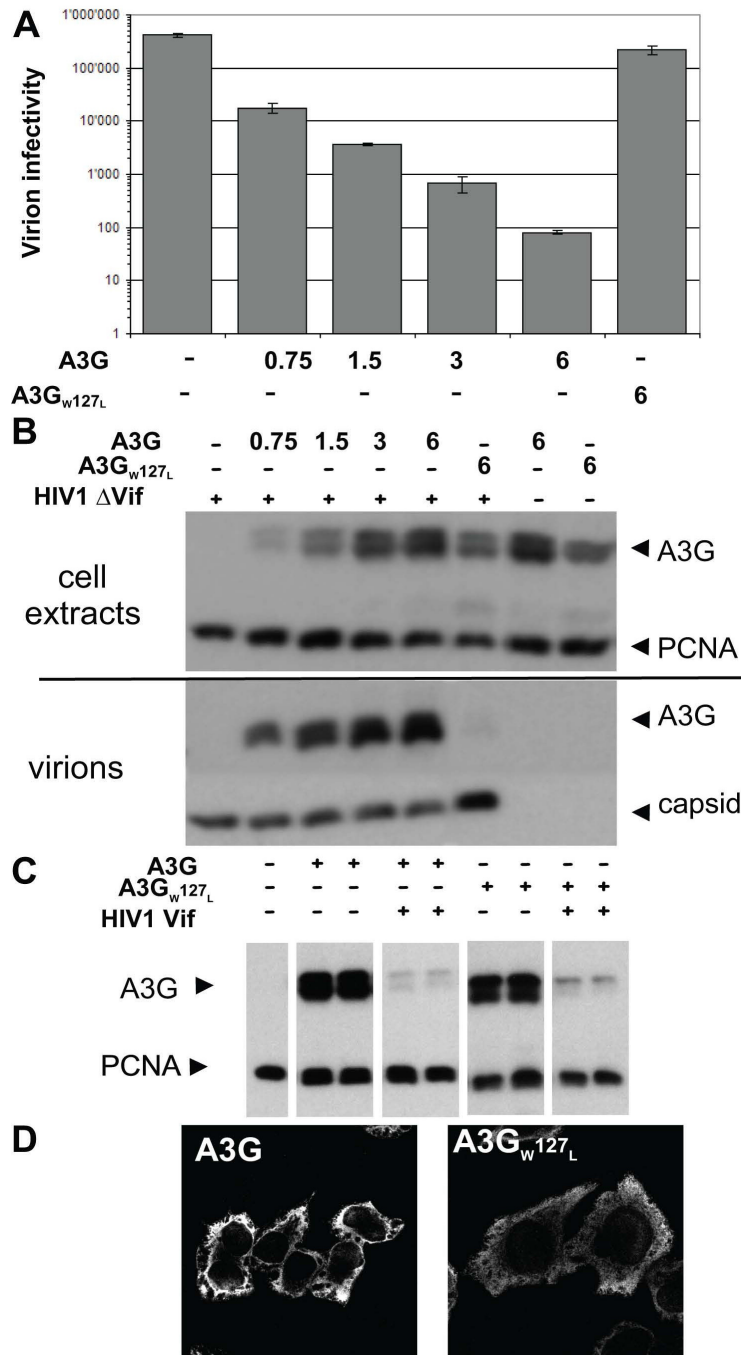 A
Virion infectivity
1'000'000
100'000
10'000
1'000
100
10
1
A3G - 0.75 1.5 3 6 -
A3GW127L - - - - - 6
B
A3G - 0.75 1.5 3 6 - 6 -
A3GW127L - - - - - 6 - 6
HIV1 ΔVif + + + + + + - -
cell extracts
A3G
PCNA
virions
A3G
capsid
C
A3G - + + + + - - - -
A3GW127L - - - - - + + + +
HIV1 Vif - - - + + - - + +
A3G
PCNA
D
A3G
A3GW127L